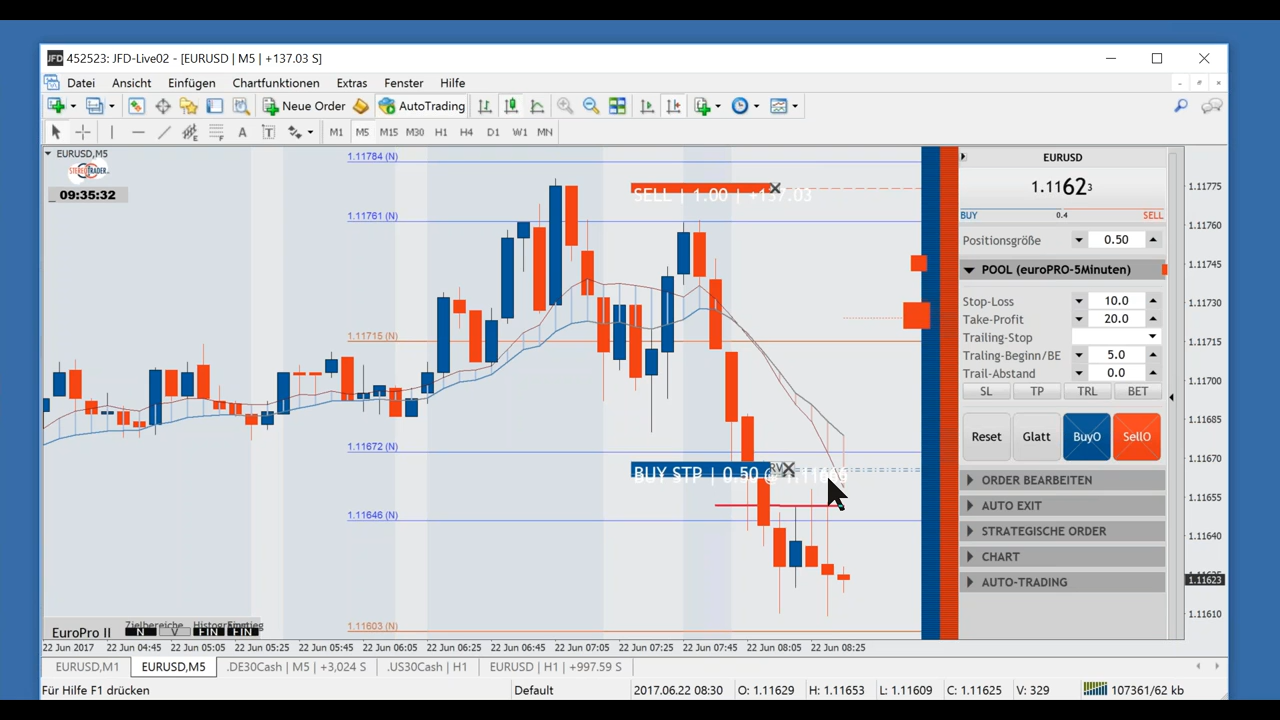 452523: JFD-Live02 - [EURUSD | M5 | +137.03 S]
Datei Ansicht Einfügen Chartfunktionen Extras Fenster Hilfe
Neue Order AutoTrading
A T M1 M5 M15 M30 H1 H4 D1 W1 MN
EURUSD,M5
STEREOTRADER
09:35:32
1.11784 (N)
SELL | 1.00 | +137.03
1.11761 (N)
1.11715 (N)
1.11672 (N)
BUY STP | 0.50 @
RV
1.11646 (N)
1.11603 (N)
EuroPro II
Zielbereiche
N V FIN FIN
EURUSD
1.11623
BUY 0.4 SELL
Positionsgröße 0.50
POOL (euroPRO-5Minuten)
Stop-Loss 10.0
Take-Profit 20.0
Trailing-Stop
Traling-Beginn/BE 5.0
Trail-Abstand 0.0
SL TP TRL BET
Reset Glatt BuyO SellO
ORDER BEARBEITEN
AUTO EXIT
STRATEGISCHE ORDER
CHART
AUTO-TRADING
1.11775
1.11760
1.11745
1.11730
1.11715
1.11700
1.11685
1.11670
1.11655
1.11640
1.11623
1.11610
22 Jun 2017 22 Jun 04:45 22 Jun 05:05 22 Jun 05:25 22 Jun 05:45 22 Jun 06:05 22 Jun 06:25 22 Jun 06:45 22 Jun 07:05 22 Jun 07:25 22 Jun 07:45 22 Jun 08:05 22 Jun 08:25
EURUSD,M1 EURUSD,M5 .DE30Cash | M5 | +3,024 S .US30Cash | H1 EURUSD | H1 | +997.59 S
Für Hilfe F1 drücken Default 2017.06.22 08:30 O: 1.11629 H: 1.11653 L: 1.11609 C: 1.11625 V: 329 107361/62 kb